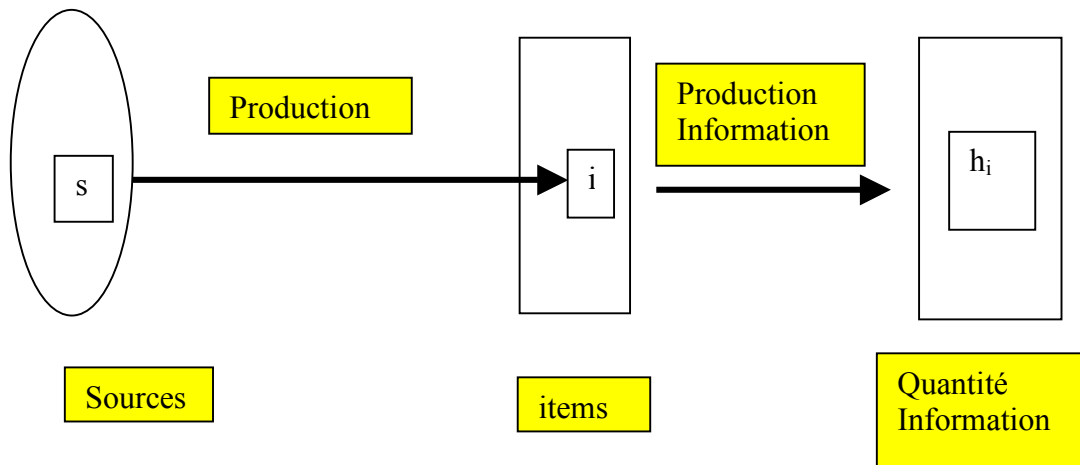 Production
Production
Information
s
i
hᵢ
Sources
items
Quantité
Information